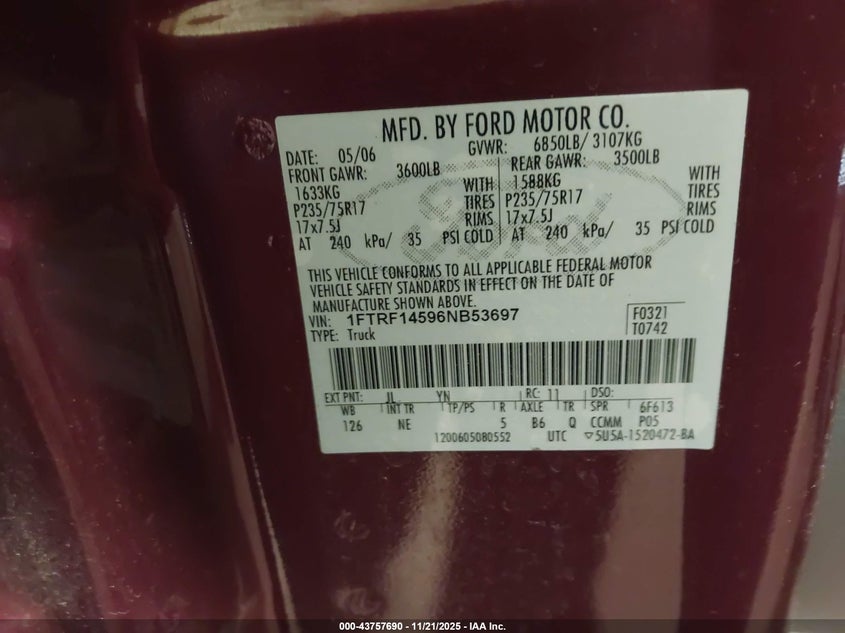 MFD. BY FORD MOTOR CO.
DATE: 05/06 GVWR: 6850LB/ 3107KG
FRONT GAWR: 3600LB REAR GAWR: 3500LB
1633KG WITH 1588KG WITH
P235/75R17 TIRES P235/75R17 TIRES
17x7.5J RIMS 17x7.5J RIMS
AT 240 kPa/ 35 PSI COLD AT 240 kPa/ 35 PSI COLD
Ford
THIS VEHICLE CONFORMS TO ALL APPLICABLE FEDERAL MOTOR
VEHICLE SAFETY STANDARDS IN EFFECT ON THE DATE OF
MANUFACTURE SHOWN ABOVE.
VIN: 1FTRF14596NB53697 F0321
TYPE: Truck T0742
EXT PNT: JL YN RC: 11 DSO:
WB INT TR TP/PS R AXLE TR SPR 6F613
126 NE 5 B6 Q CCMM P05
1200605080552 UTC ▽5U5A-1520472-BA
000-43757690 - 11/21/2025 - IAA Inc.